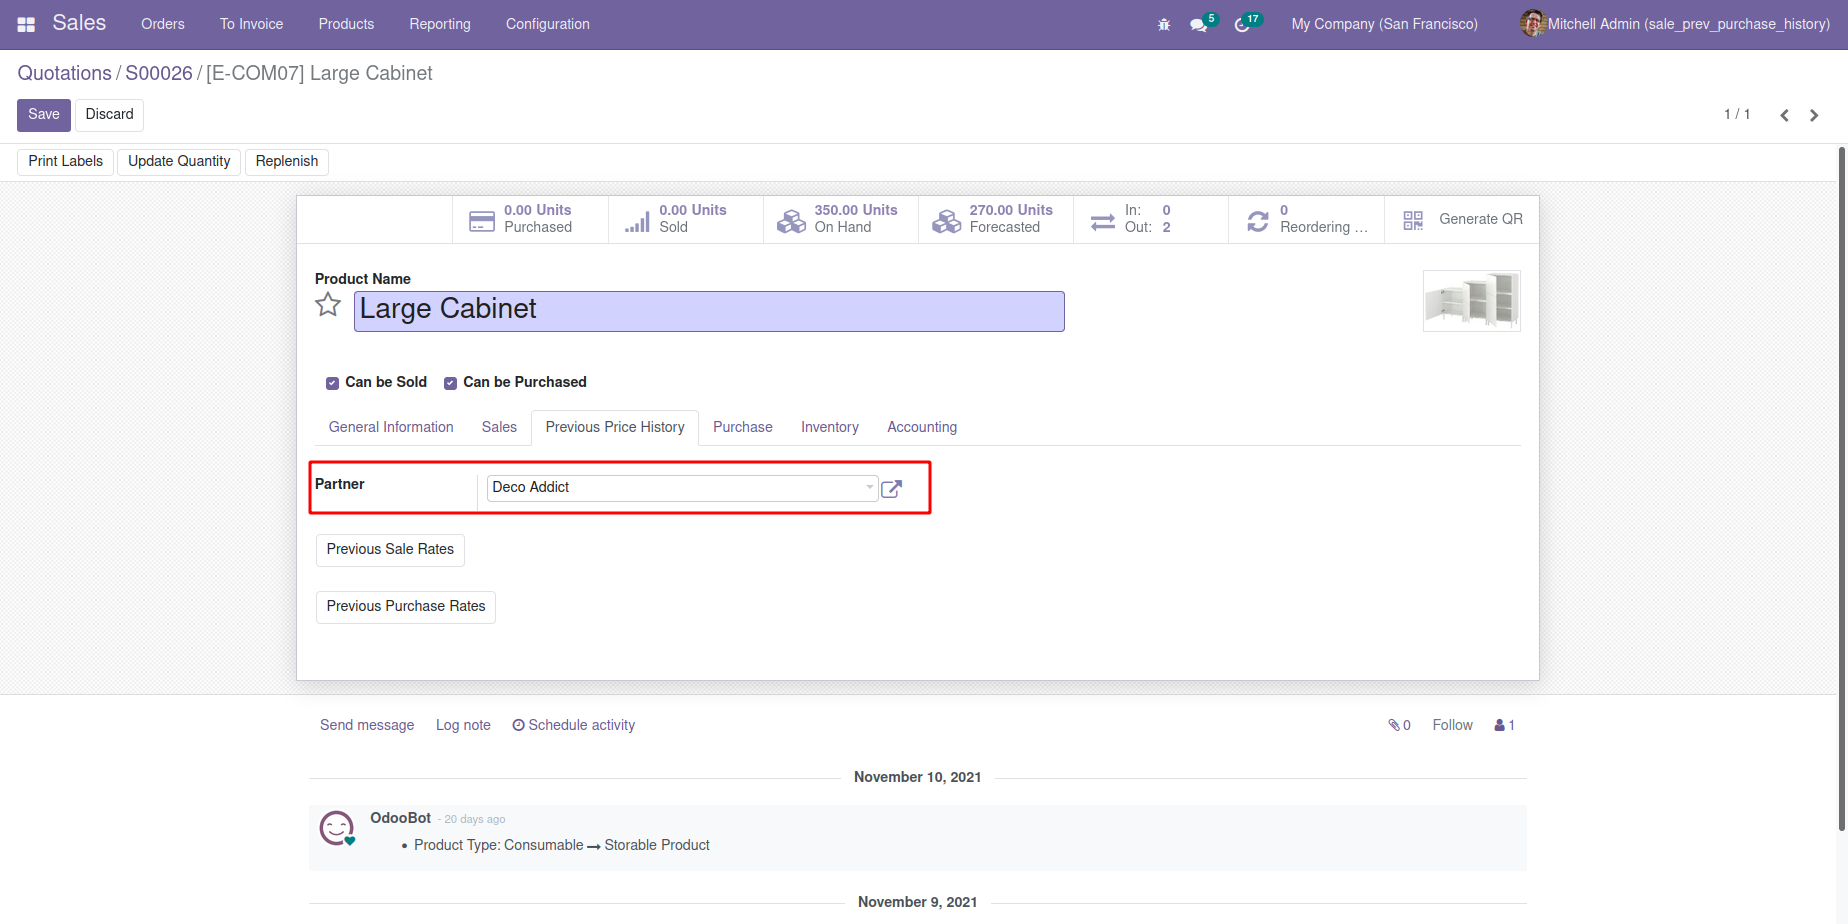 Sales Orders To Invoice Products Reporting Configuration 5 17 My Company (San Francisco) Mitchell Admin (sale_prev_purchase_history)
Quotations / S00026 / [E-COM07] Large Cabinet
Save Discard 1 / 1
Print Labels Update Quantity Replenish
0.00 Units 0.00 Units 350.00 Units 270.00 Units In: 0 0
Purchased Sold On Hand Forecasted Out: 2 Reordering ... Generate QR
Product Name
Large Cabinet
Can be Sold Can be Purchased
General Information Sales Previous Price History Purchase Inventory Accounting
Partner Deco Addict
Previous Sale Rates
Previous Purchase Rates
Send message Log note Schedule activity 0 Follow 1
November 10, 2021
OdooBot - 20 days ago
• Product Type: Consumable → Storable Product
November 9, 2021